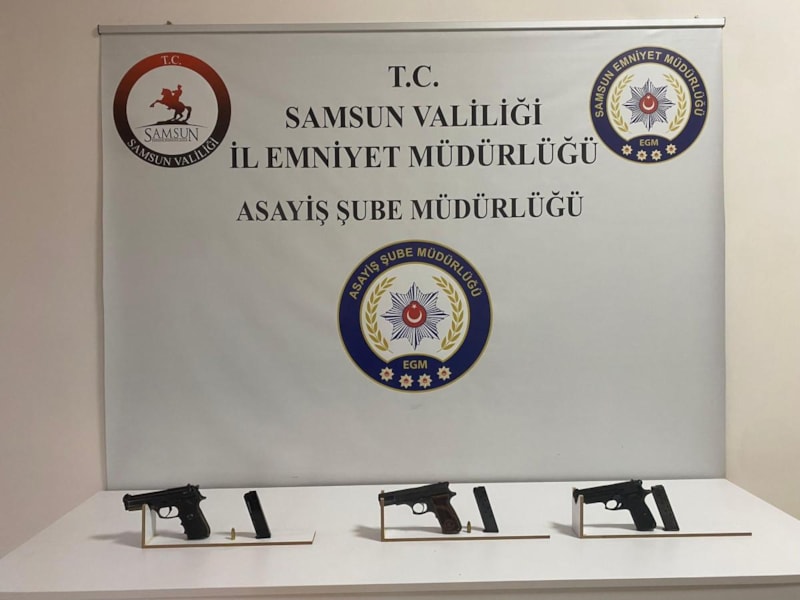 T.C.
SAMSUN
SAMSUN VALİLİĞİ
T.C.
SAMSUN VALİLİĞİ
İL EMNİYET MÜDÜRLÜĞÜ
ASAYİŞ ŞUBE MÜDÜRLÜĞÜ
SAMSUN EMNİYET MÜDÜRLÜĞÜ
EGM
ASAYİŞ ŞUBE MÜDÜRLÜĞÜ
EGM